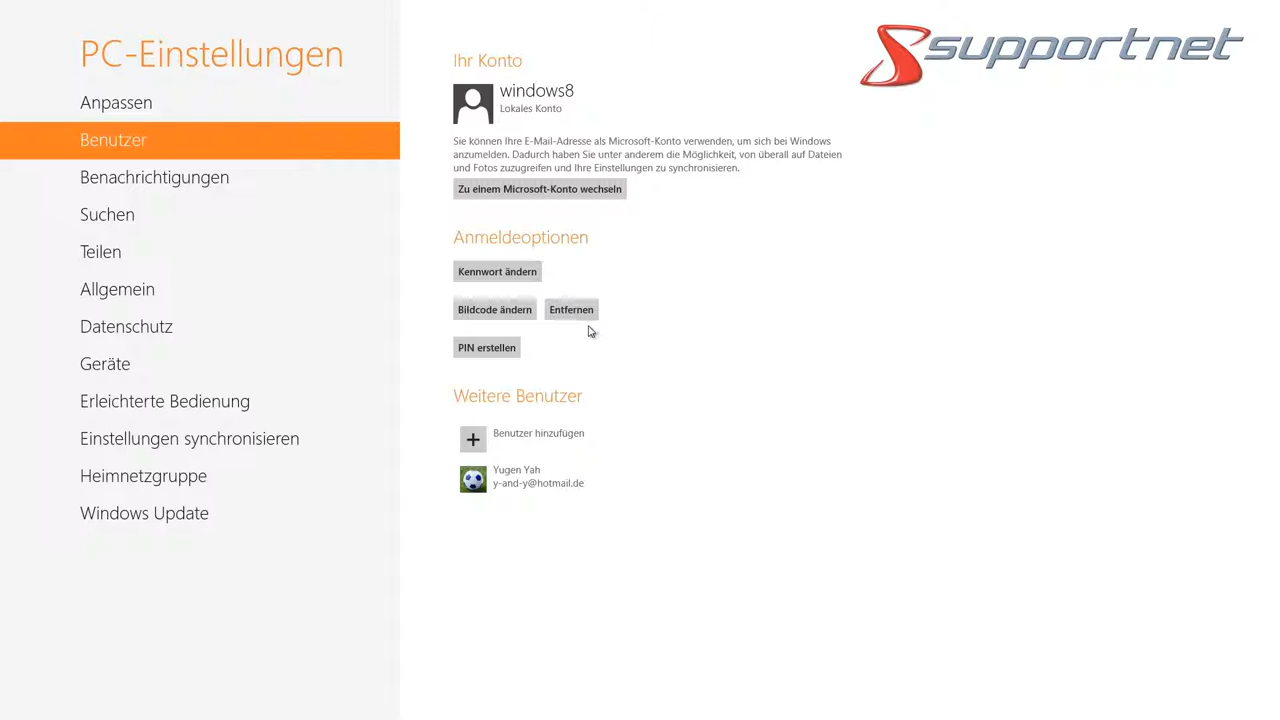 PC-Einstellungen
Anpassen
Benutzer
Benachrichtigungen
Suchen
Teilen
Allgemein
Datenschutz
Geräte
Erleichterte Bedienung
Einstellungen synchronisieren
Heimnetzgruppe
Windows Update
supportnet
Ihr Konto
windows8
Lokales Konto
Sie können Ihre E-Mail-Adresse als Microsoft-Konto verwenden, um sich bei Windows
anzumelden. Dadurch haben Sie unter anderem die Möglichkeit, von überall auf Dateien
und Fotos zuzugreifen und Ihre Einstellungen zu synchronisieren.
Zu einem Microsoft-Konto wechseln
Anmeldeoptionen
Kennwort ändern
Bildcode ändern Entfernen
PIN erstellen
Weitere Benutzer
Benutzer hinzufügen
Yugen Yah
y-and-y@hotmail.de